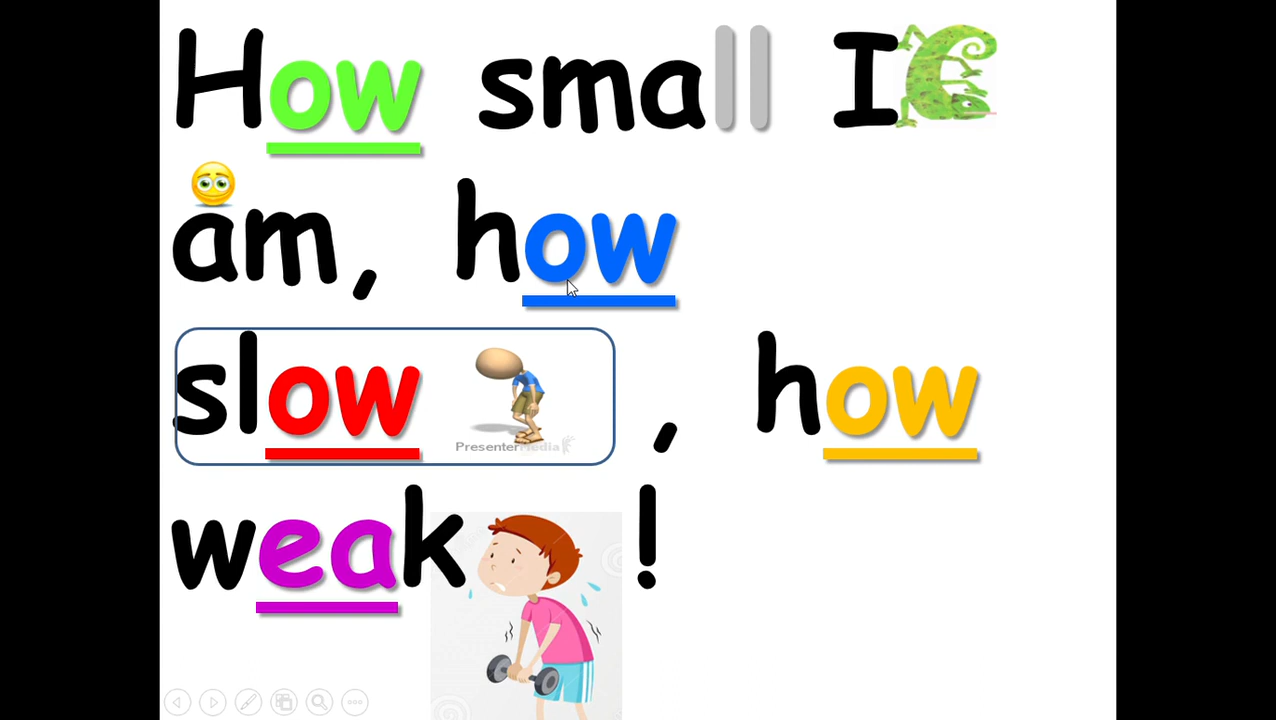 How small I
am, how
slow , how
PresenterMedia
weak !